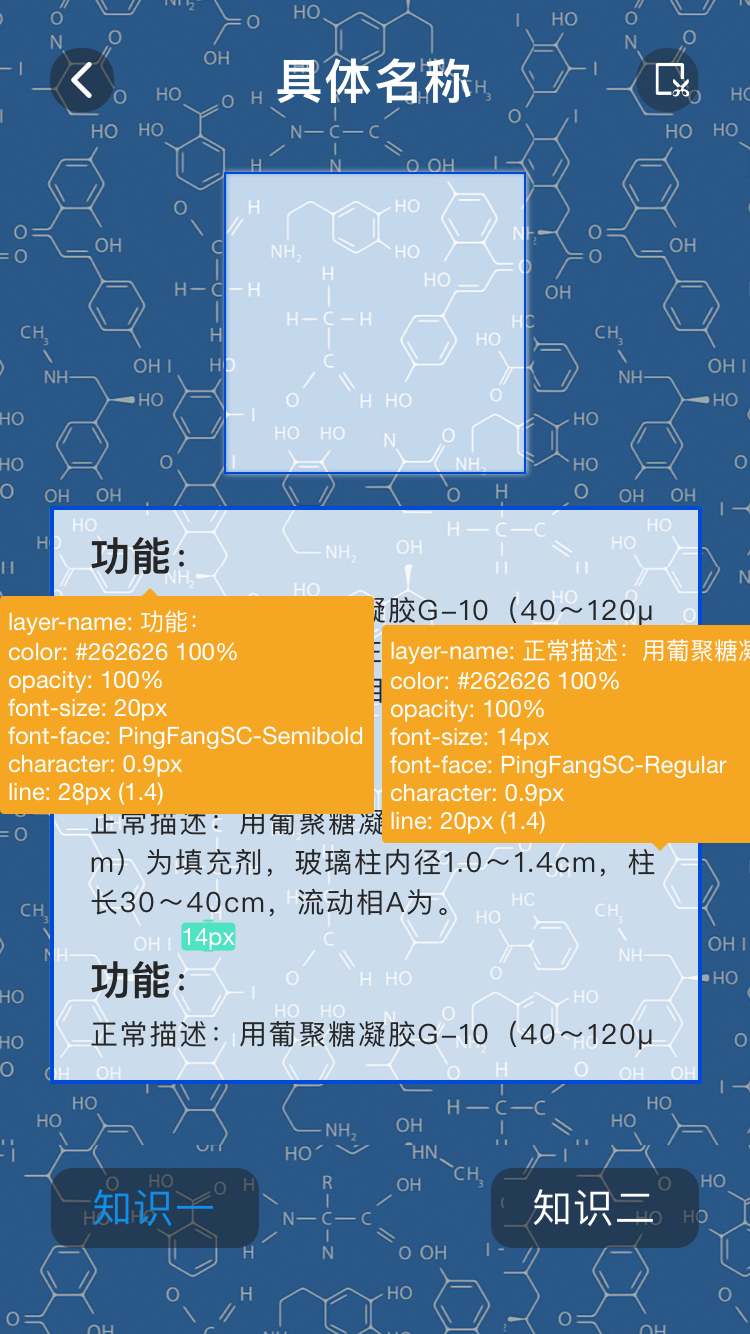 具体名称
功能：
凝胶G–10（40～120μ
layer-name: 功能：
color: #262626 100%
opacity: 100%
font-size: 20px
font-face: PingFangSC-Semibold
character: 0.9px
line: 28px (1.4)
layer-name: 正常描述：用葡聚糖凝
color: #262626 100%
opacity: 100%
font-size: 14px
font-face: PingFangSC-Regular
character: 0.9px
line: 20px (1.4)
正常描述：用葡聚糖凝
m）为填充剂，玻璃柱内径1.0～1.4cm，柱
长30～40cm，流动相A为。
14px
功能：
正常描述：用葡聚糖凝胶G–10（40～120μ
知识一
知识二